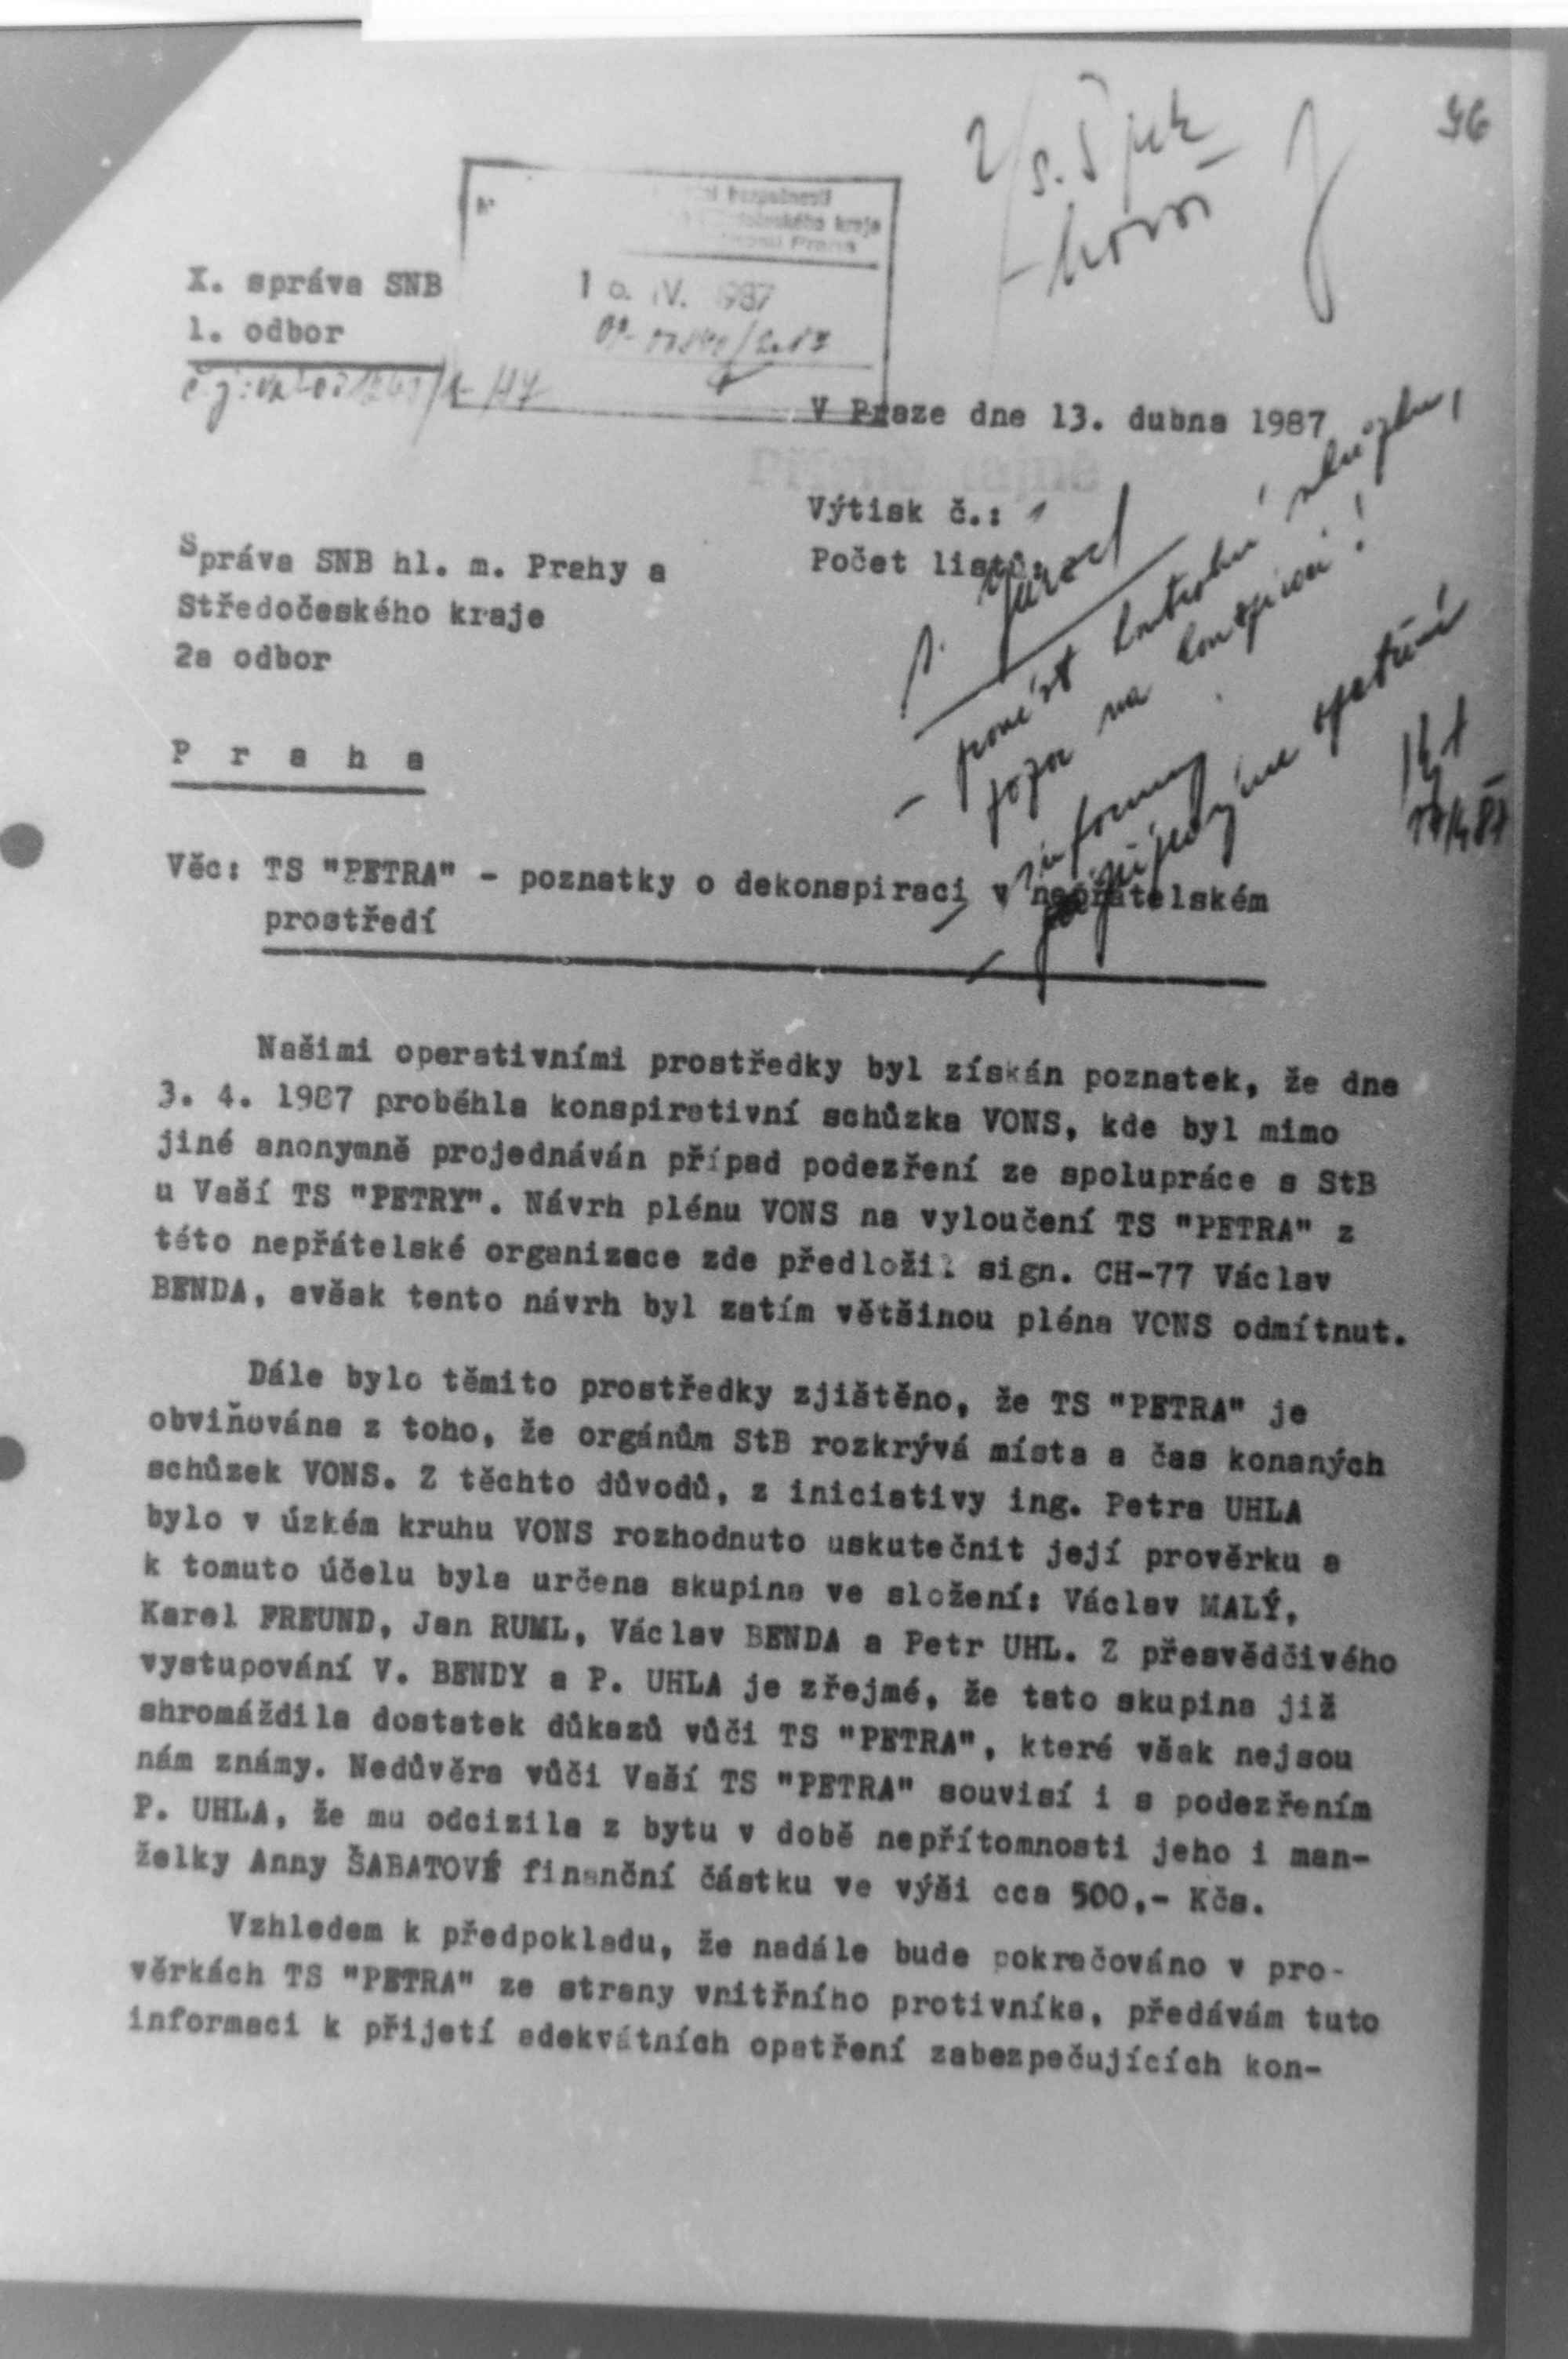 96
X. správa SNB
1. odbor
V Praze dne 13. dubna 1987
Výtisk č.: 1
Počet listů:
Správa SNB hl. m. Prahy a
Středočeského kraje
2a odbor
P r a h a
Věc: TS "PETRA" - poznatky o dekonspiraci v nepřátelském
prostředí
- provést kontrolní schůzku,
pozor na konspiraci!
Našimi operativními prostředky byl získán poznatek, že dne
3. 4. 1987 proběhla konspirativní schůzka VONS, kde byl mimo
jiné anonymně projednáván případ podezření ze spolupráce s StB
u Vaší TS "PETRY". Návrh plénu VONS na vyloučení TS "PETRA" z
této nepřátelské organizace zde předložil sign. CH-77 Václav
BENDA, avšak tento návrh byl zatím většinou pléna VONS odmítnut.
Dále bylo těmito prostředky zjištěno, že TS "PETRA" je
obviňována z toho, že orgánům StB rozkrývá místa a čas konaných
schůzek VONS. Z těchto důvodů, z iniciativy ing. Petra UHLA
bylo v úzkém kruhu VONS rozhodnuto uskutečnit její prověrku a
k tomuto účelu byla určena skupina ve složení: Václav MALÝ,
Karel FREUND, Jan RUML, Václav BENDA a Petr UHL. Z přesvědčivého
vystupování V. BENDY a P. UHLA je zřejmé, že tato skupina již
shromáždila dostatek důkazů vůči TS "PETRA", které však nejsou
nám známy. Nedůvěra vůči Vaší TS "PETRA" souvisí i s podezřením
P. UHLA, že mu odcizila z bytu v době nepřítomnosti jeho i man-
želky Anny ŠABATOVÉ finanční částku ve výši cca 500,- Kčs.
Vzhledem k předpokladu, že nadále bude pokračováno v pro-
věrkách TS "PETRA" ze strany vnitřního protivníka, předávám tuto
informaci k přijetí adekvátních opatření zabezpečujících kon-